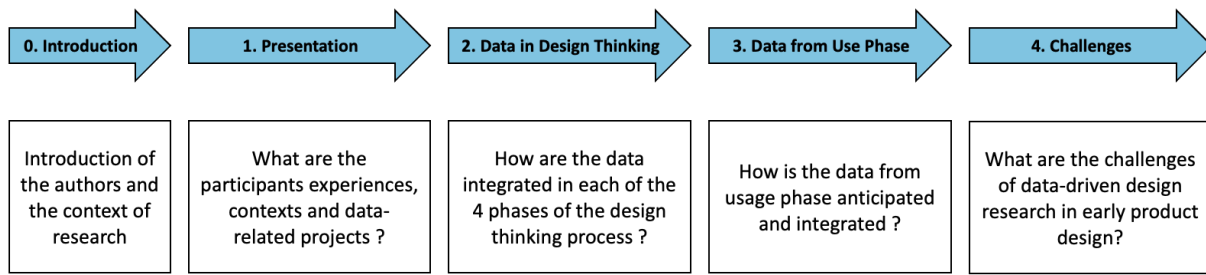 0. Introduction
1. Presentation
2. Data in Design Thinking
3. Data from Use Phase
4. Challenges
Introduction of
the authors and
the context of
research
What are the
participants experiences,
contexts and data-
related projects ?
How are the data
integrated in each of the
4 phases of the design
thinking process ?
How is the data from
usage phase anticipated
and integrated ?
What are the challenges
of data-driven design
research in early product
design?